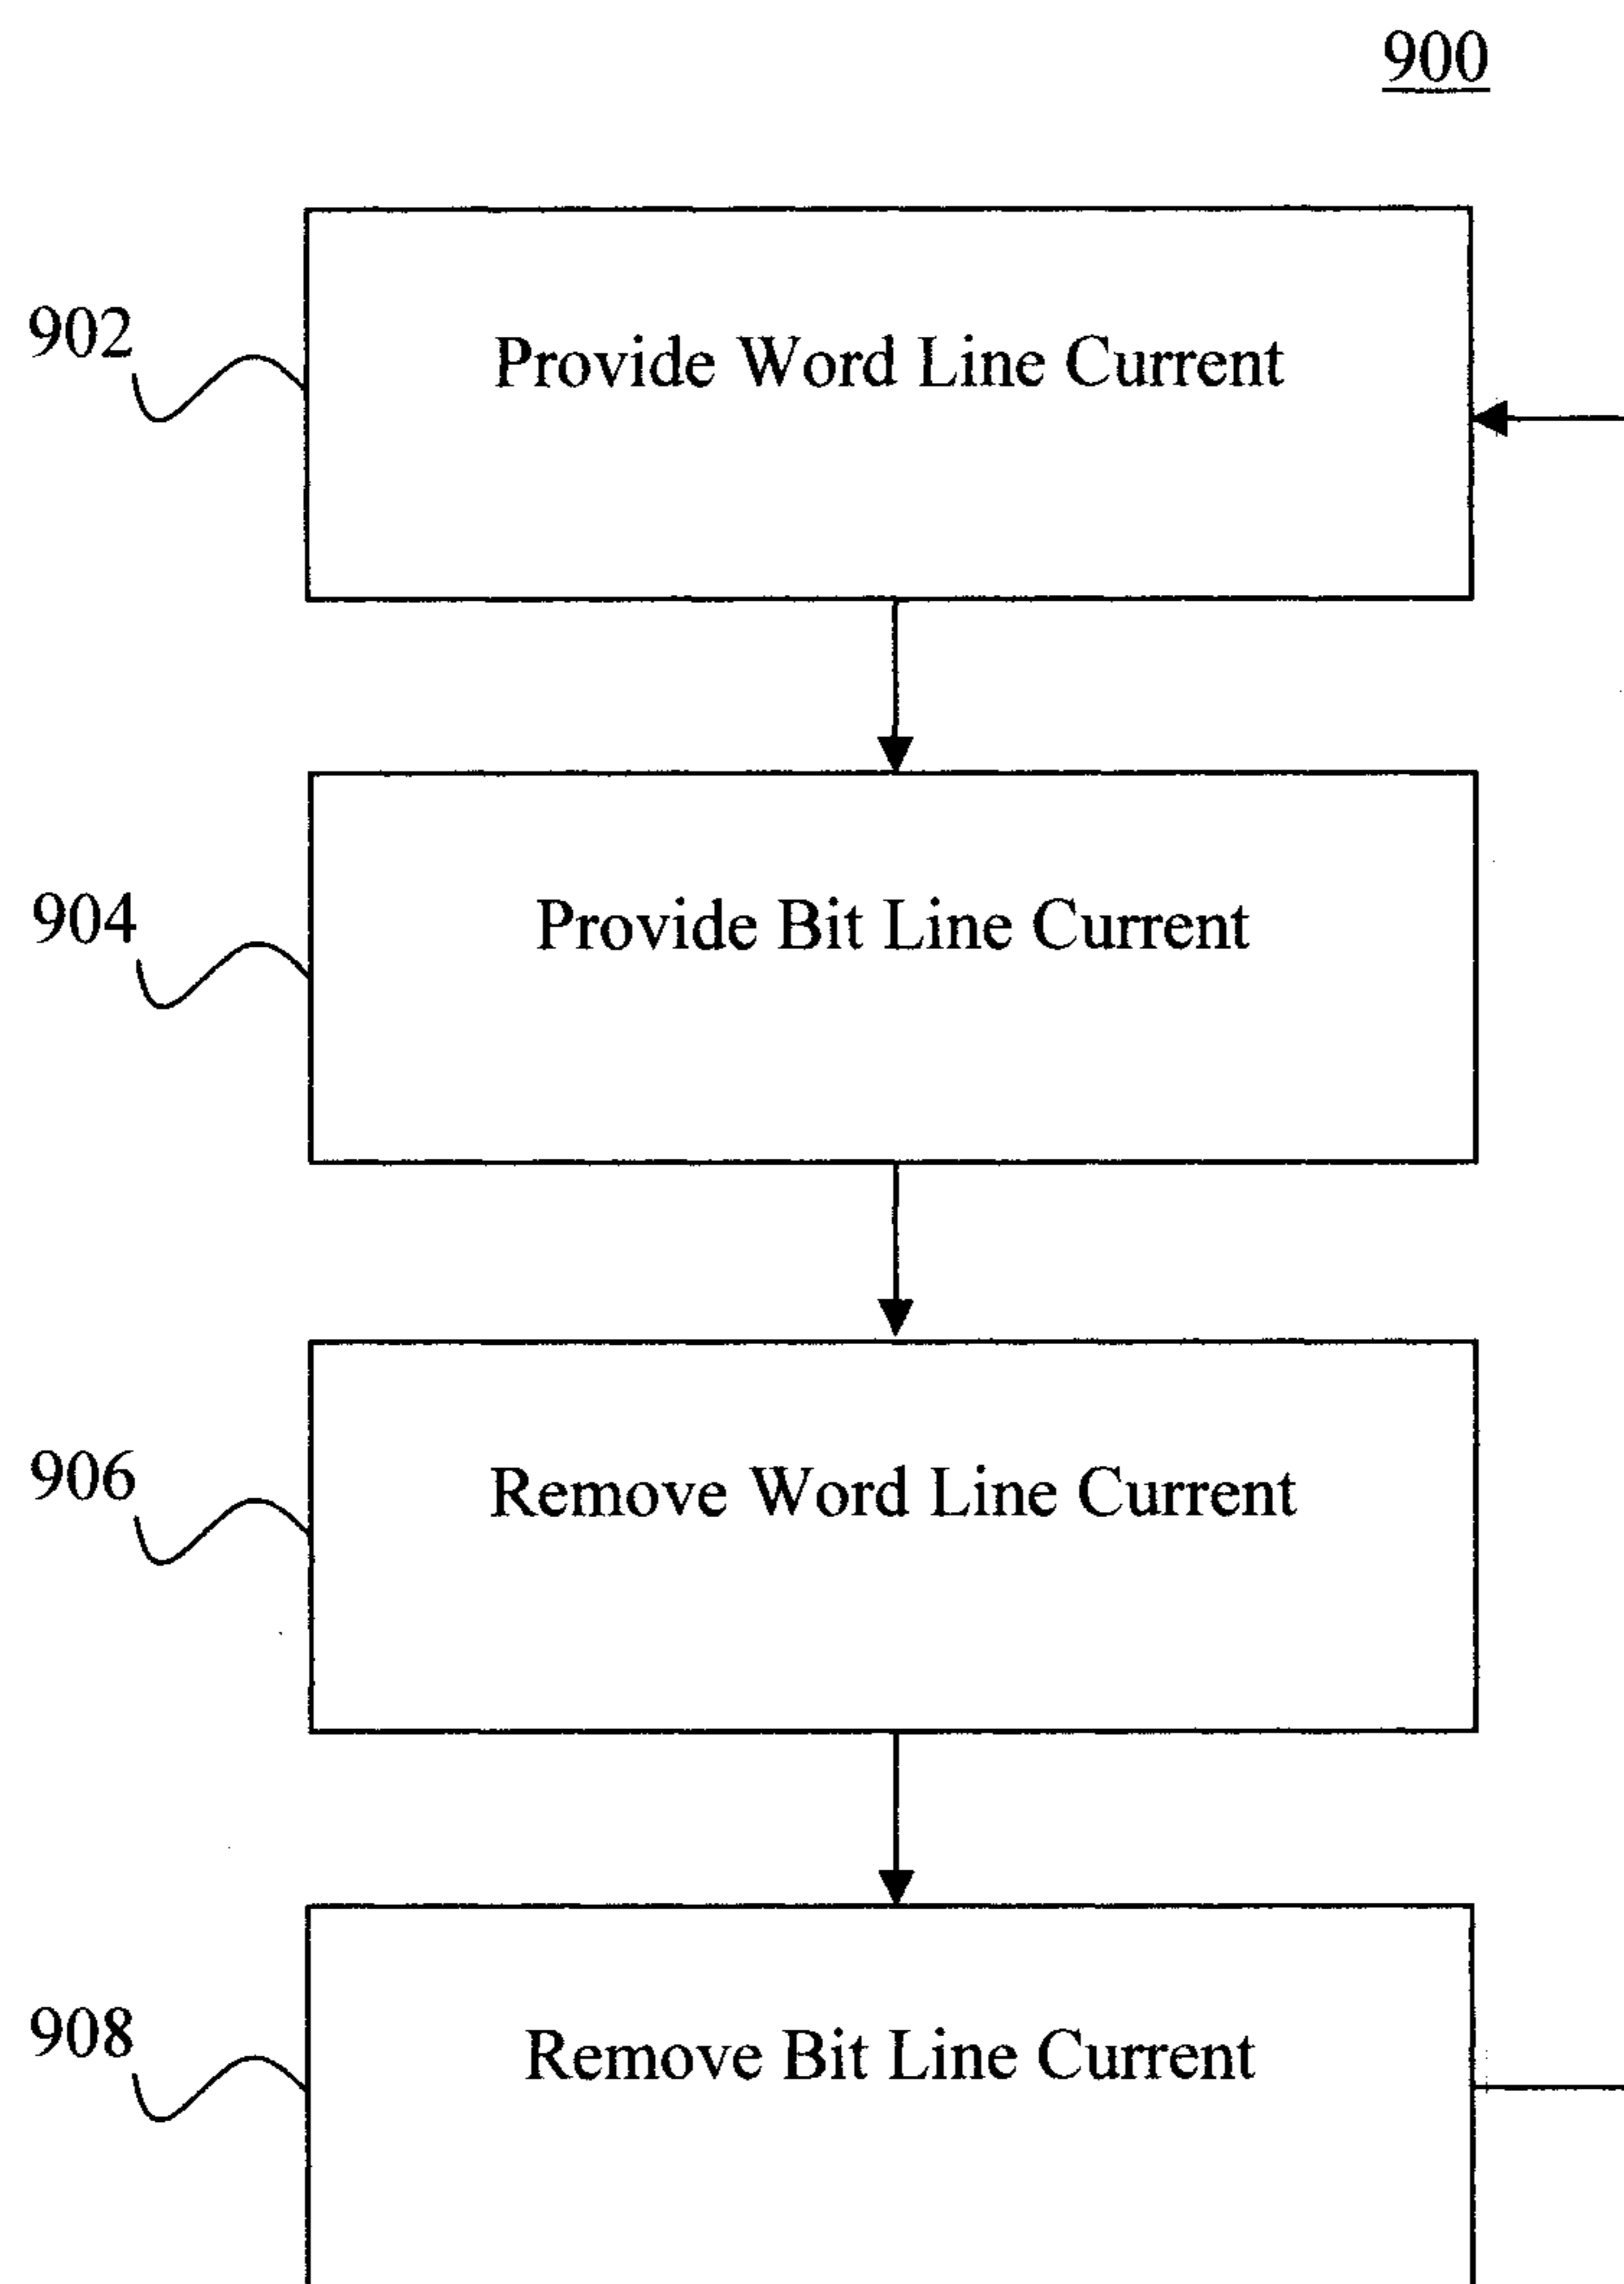 900
902
Provide Word Line Current
904
Provide Bit Line Current
906
Remove Word Line Current
908
Remove Bit Line Current